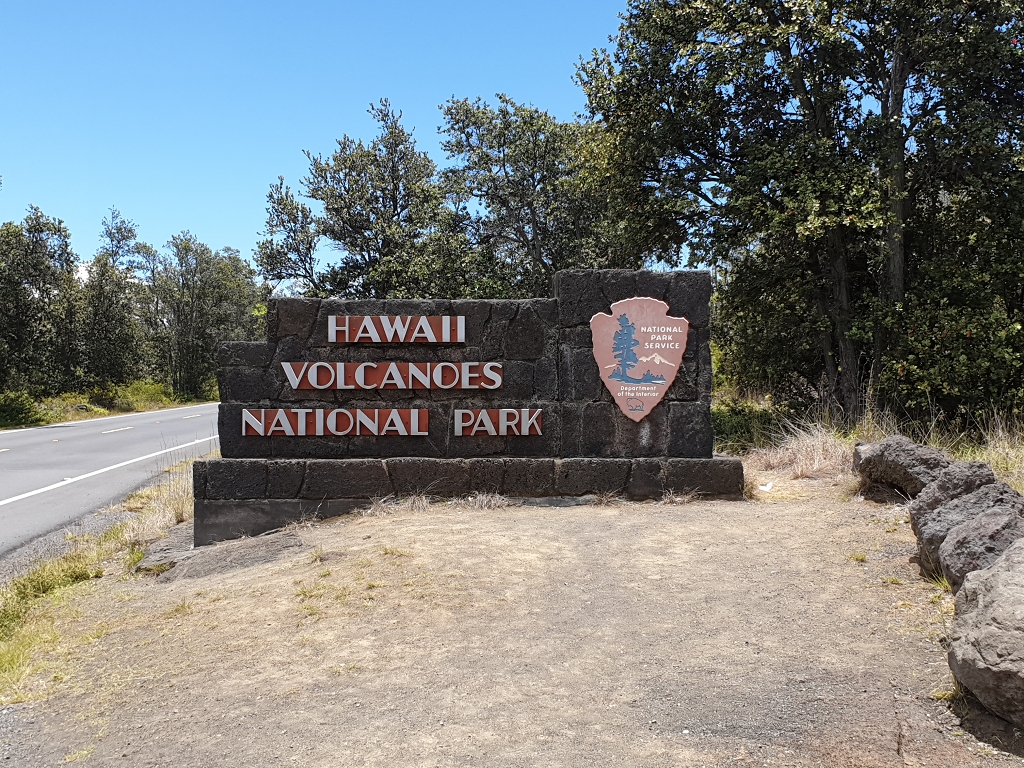 HAWAII
VOLCANOES
NATIONAL PARK
NATIONAL
PARK
SERVICE
Department
of the Interior